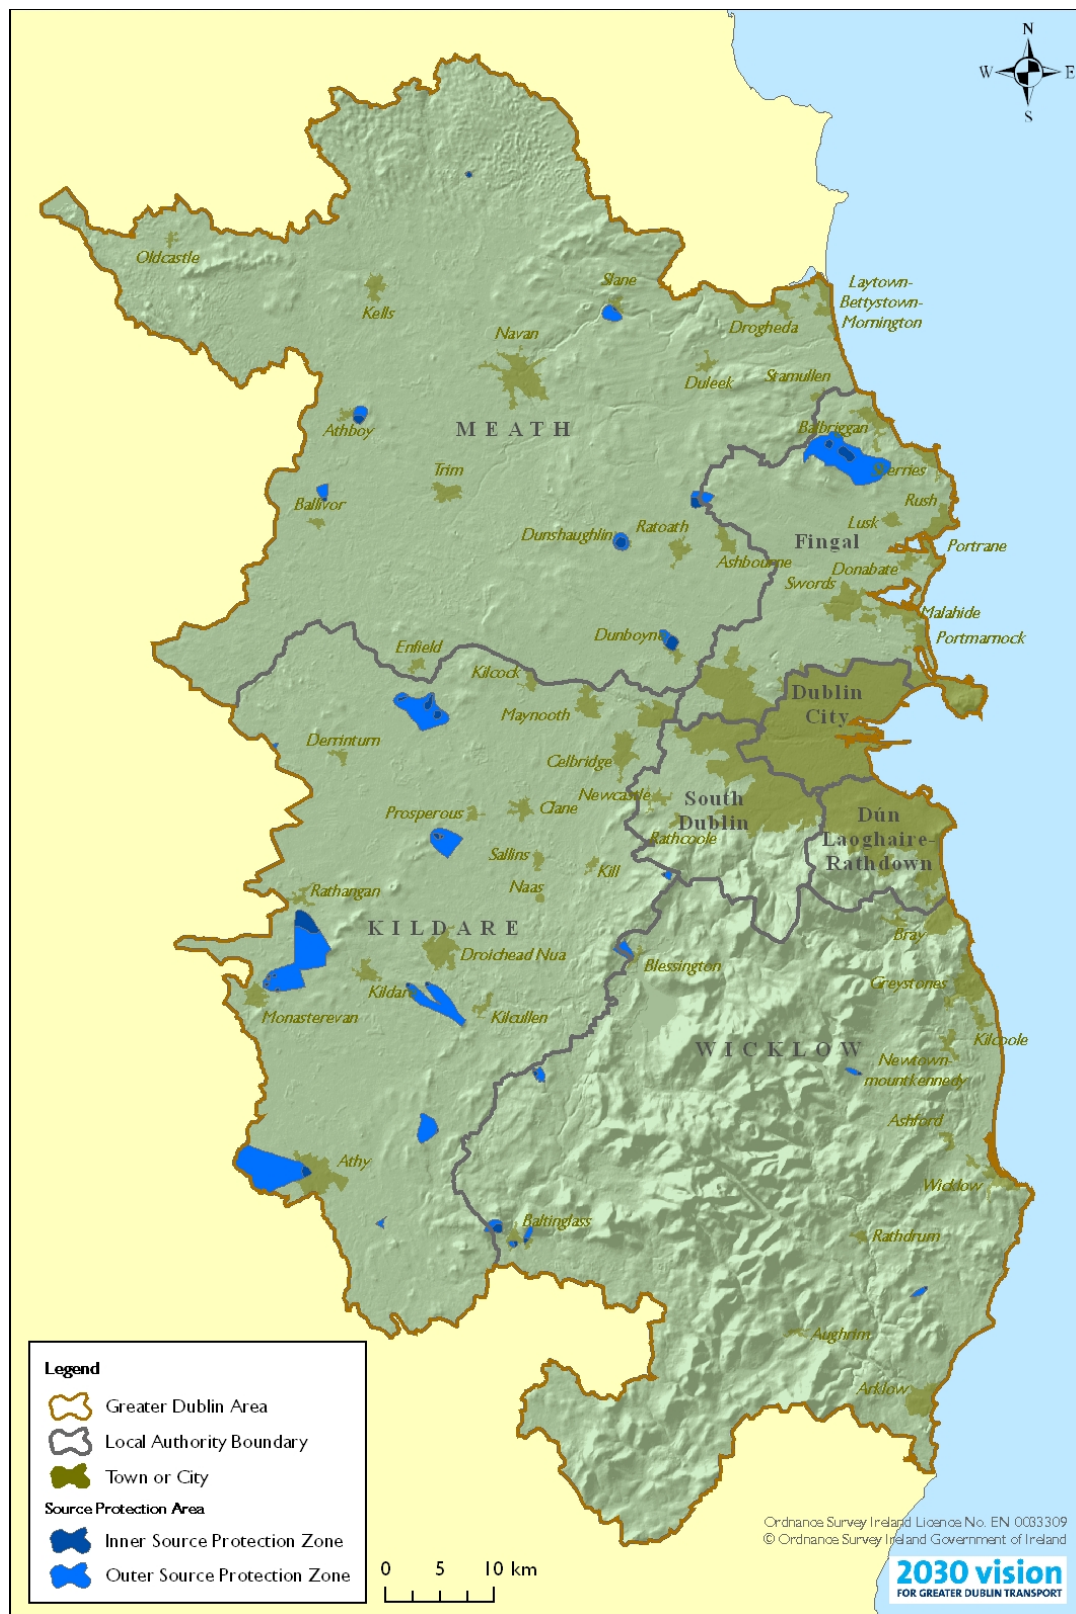 N
W E
S
Oldcastle
Kells
Slane
Laytown-
Bettystown-
Mornington
Drogheda
Navan
Duleek
Stamullen
Athboy
MEATH
Balbriggan
Skerries
Trim
Ballivor
Rush
Lusk
Dunshaughlin
Ratoath
Fingal
Portrane
Ashbourne
Donabate
Swords
Malahide
Dunboyne
Portmarnock
Enfield
Kilcock
Maynooth
Dublin
City
Derrinturn
Celbridge
Newcastle
South
Dublin
Prosperous
Clane
Dún
Laoghaire-
Rathdown
Rathcoole
Sallins
Kill
Naas
Rathangan
KILDARE
Bray
Droichead Nua
Blessington
Greystones
Kildare
Kilcullen
Monasterevan
Kilcoole
WICKLOW
Newtown-
mountkennedy
Ashford
Athy
Wicklow
Baltinglass
Rathdrum
Aughrim
Arklow
Legend
Greater Dublin Area
Local Authority Boundary
Town or City
Source Protection Area
Inner Source Protection Zone
Outer Source Protection Zone
0 5 10 km
Ordnance Survey Ireland Licence No. EN 0033309
© Ordnance Survey Ireland Government of Ireland
2030 vision
FOR GREATER DUBLIN TRANSPORT